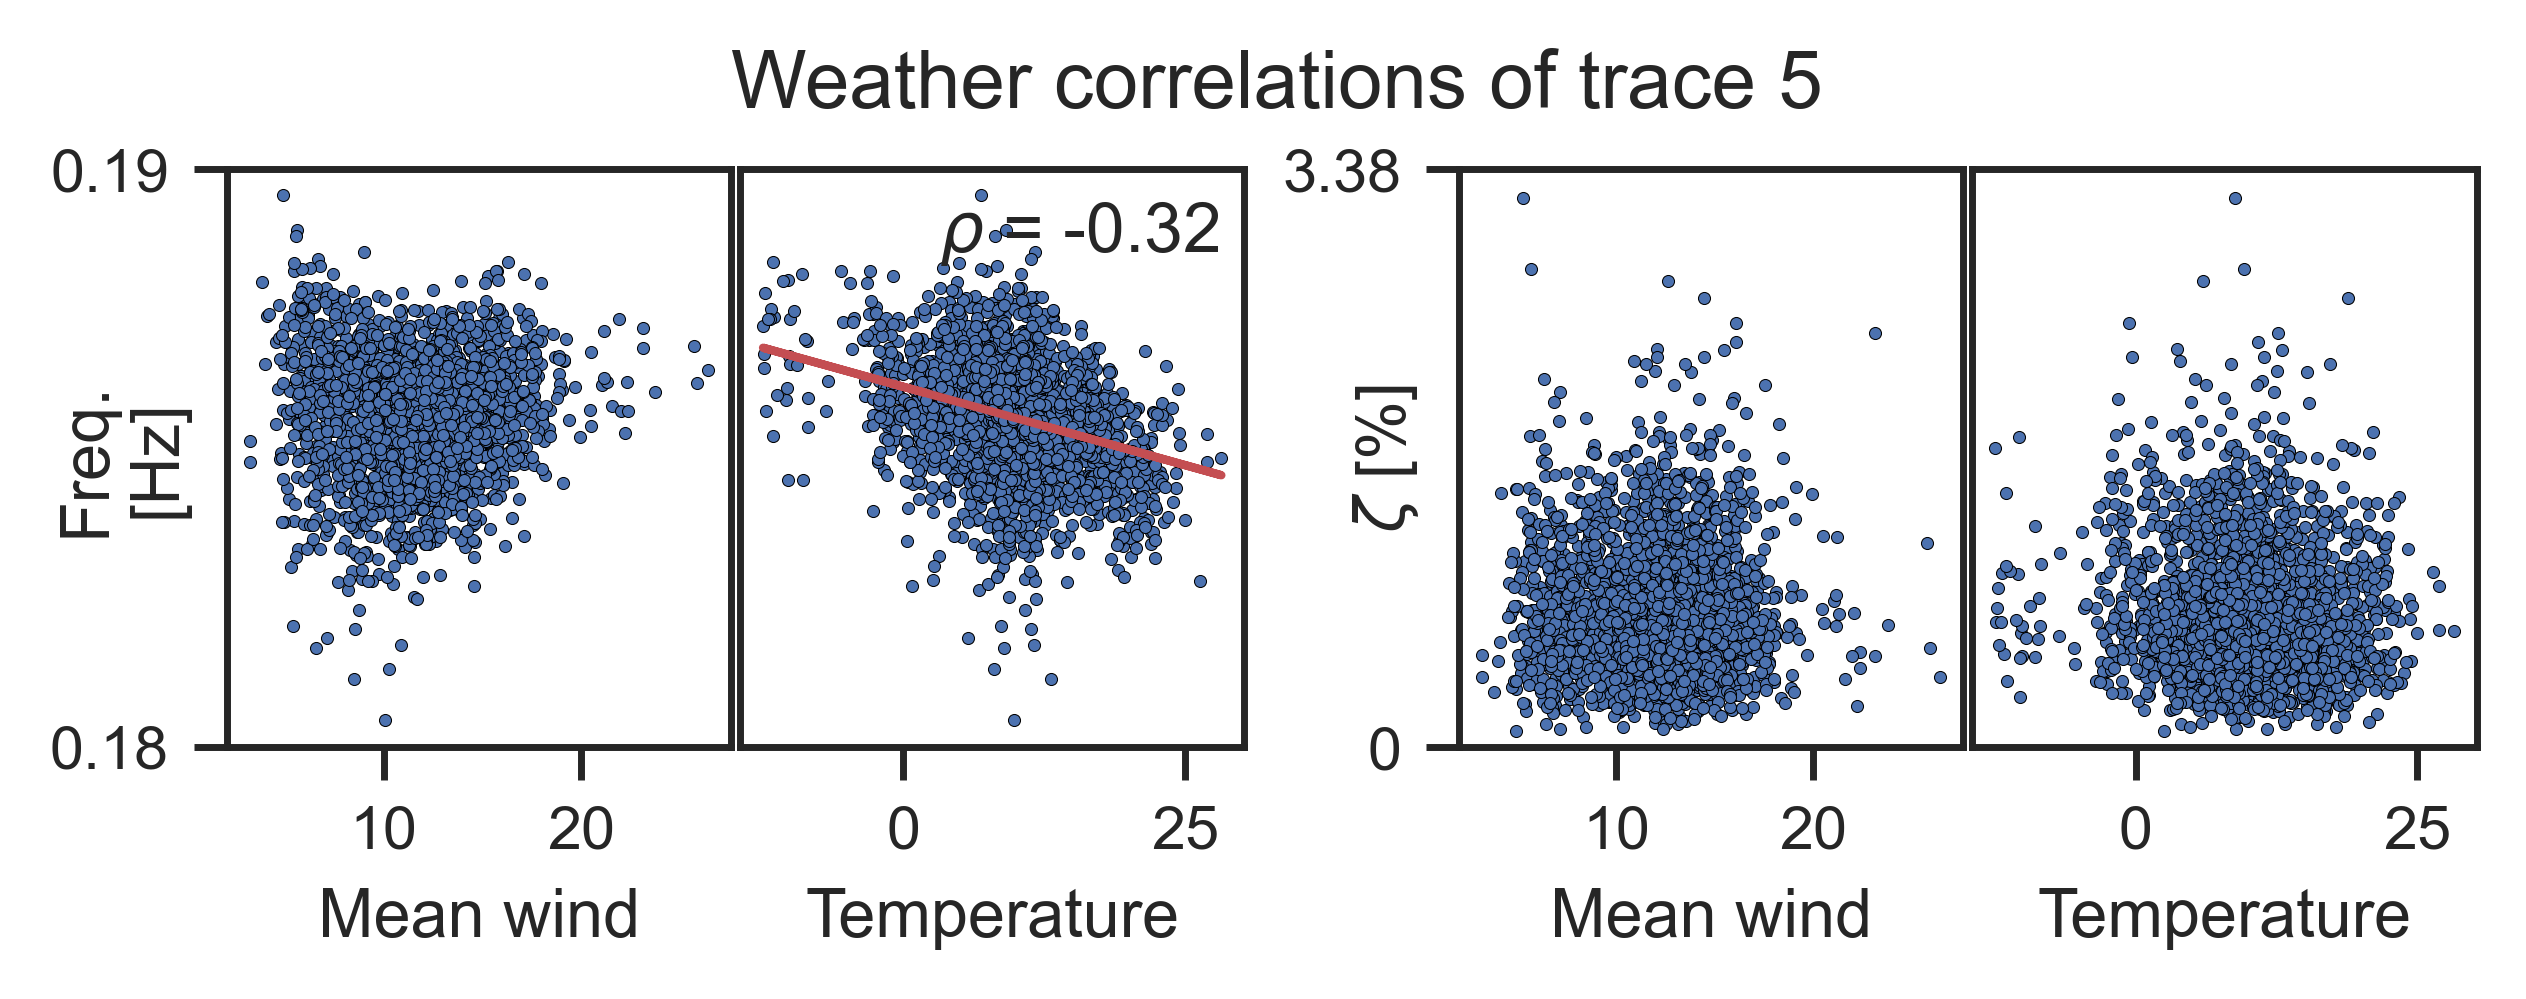 Weather correlations of trace 5
0.19
0.18
Freq.
[Hz]
10
20
Mean wind
ρ = -0.32
0
25
Temperature
3.38
0
ζ [%]
10
20
Mean wind
0
25
Temperature